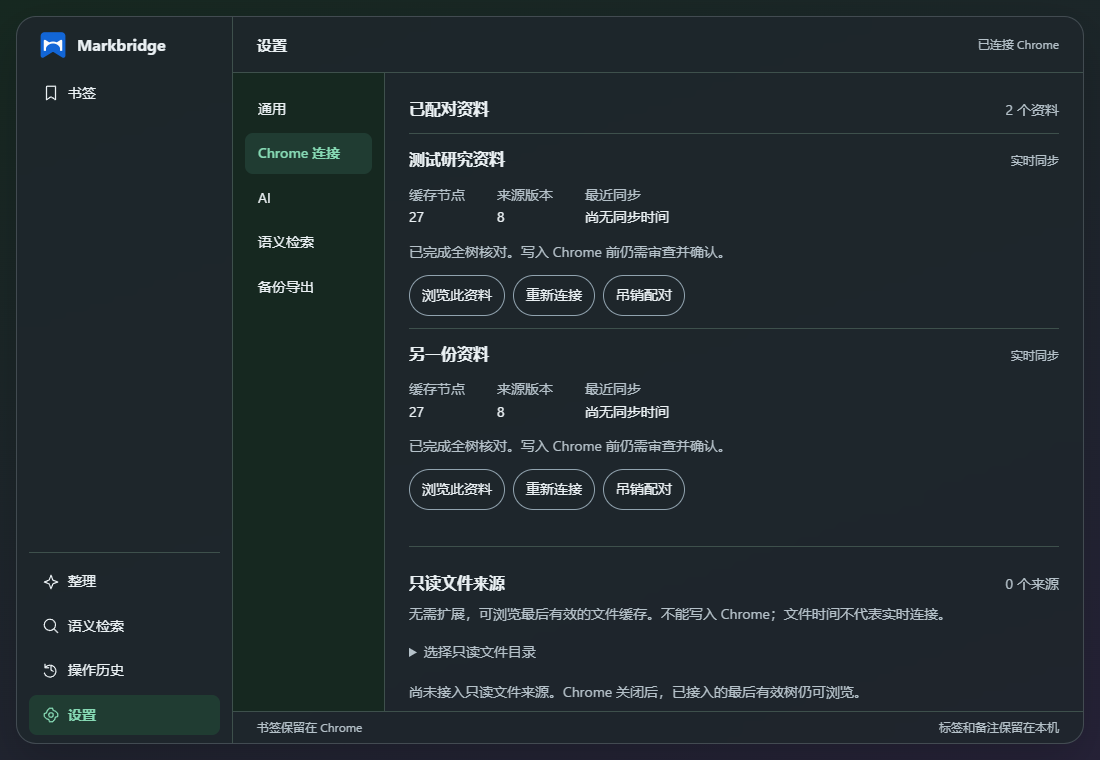 Markbridge
书签
整理
语义检索
操作历史
设置
设置
已连接 Chrome
通用
Chrome 连接
AI
语义检索
备份导出
已配对资料
2 个资料
测试研究资料
实时同步
缓存节点 来源版本 最近同步
27 8 尚无同步时间
已完成全树核对。写入 Chrome 前仍需审查并确认。
浏览此资料 重新连接 吊销配对
另一份资料
实时同步
缓存节点 来源版本 最近同步
27 8 尚无同步时间
已完成全树核对。写入 Chrome 前仍需审查并确认。
浏览此资料 重新连接 吊销配对
只读文件来源
0 个来源
无需扩展，可浏览最后有效的文件缓存。不能写入 Chrome；文件时间不代表实时连接。
选择只读文件目录
尚未接入只读文件来源。Chrome 关闭后，已接入的最后有效树仍可浏览。
书签保留在 Chrome
标签和备注保留在本机